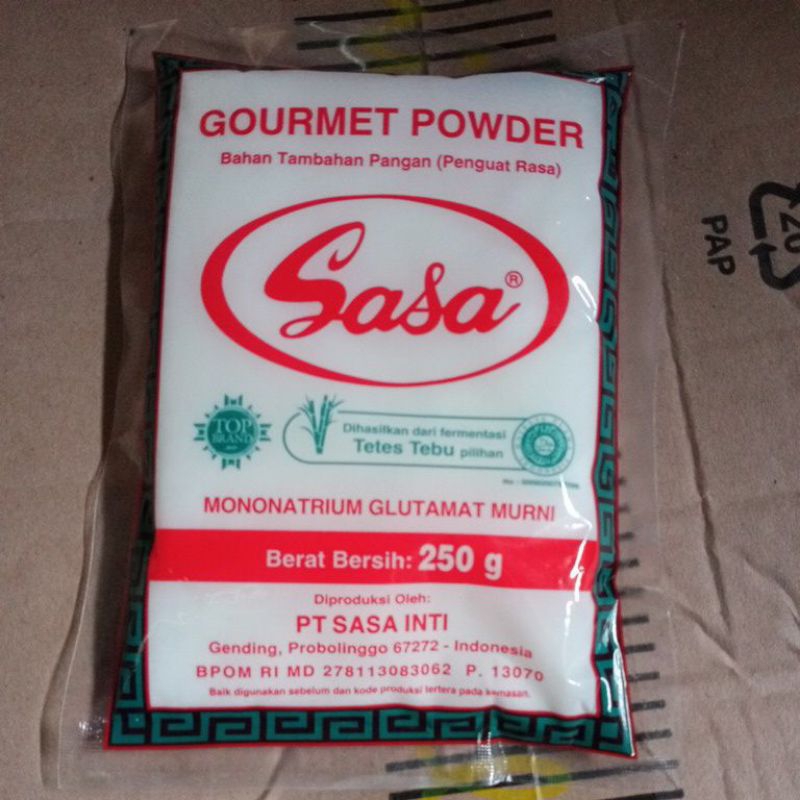 GOURMET POWDER
Bahan Tambahan Pangan (Penguat Rasa)
Sasa®
TOP
BRAND
Dihasilkan dari fermentasi
Tetes Tebu pilihan
MONONATRIUM GLUTAMAT MURNI
Berat Bersih: 250 g
Diproduksi Oleh:
PT SASA INTI
Gending, Probolinggo 67272 - Indonesia
BPOM RI MD 278113083062 P. 13070
Baik digunakan sebelum dan kode produksi tertera pada kemasan.
20
PAP